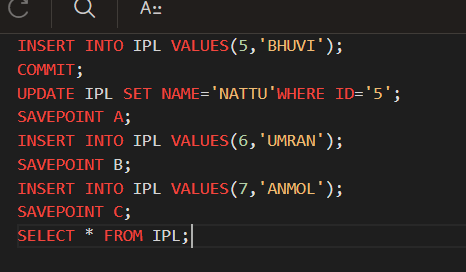 A::
INSERT INTO IPL VALUES(5,'BHUVI');
COMMIT;
UPDATE IPL SET NAME='NATTU'WHERE ID='5';
SAVEPOINT A;
INSERT INTO IPL VALUES(6,'UMRAN');
SAVEPOINT B;
INSERT INTO IPL VALUES(7,'ANMOL');
SAVEPOINT C;
SELECT * FROM IPL;